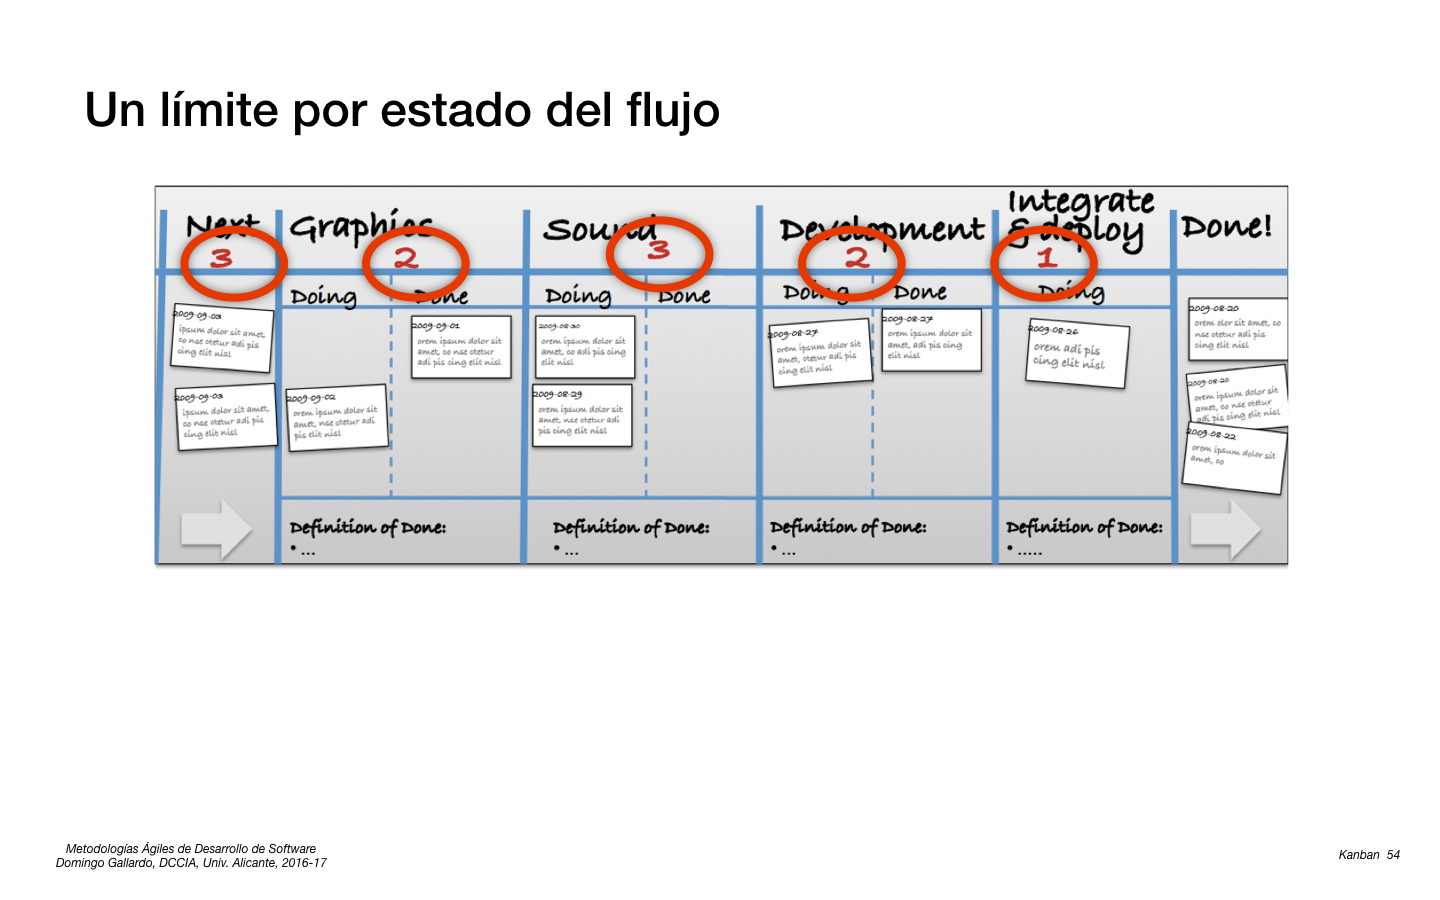 Un límite por estado del flujo
Next
3
Graphics
2
Sound
3
Development
2
Integrate
& deploy
1
Done!
Doing
Done
Doing
Done
Doing
Done
Doing
2009-09-03
ipsum dolor sit amet,
co nse ctetur adi pis
cing elit nisl
2009-09-03
ipsum dolor sit amet,
co nse ctetur adi pis
cing elit nisl
2009-09-01
orem ipsum dolor sit
amet, co nse ctetur
adi pis cing elit nisl
2009-09-02
orem ipsum dolor sit
amet, nse ctetur adi
pis elit nisl
2009-08-30
orem ipsum dolor sit
amet, co adi pis cing
elit nisl
2009-08-29
orem ipsum dolor sit
amet, nse ctetur adi
pis cing elit nisl
2009-08-27
orem ipsum dolor sit
amet, ctetur adi pis
cing elit nisl
2009-08-27
orem ipsum dolor sit
amet, adi pis cing
elit nisl
2009-08-26
orem adi pis
cing elit nisl
2009-08-20
orem olor sit amet, co
nse ctetur adi pis cing
elit nisl
2009-08-20
orem ipsum dolor sit
amet, co nse ctetur
adi pis cing elit nisl
2009-08-22
orem ipsum dolor sit
amet, co
Definition of Done:
• ...
Definition of Done:
• ...
Definition of Done:
• ...
Definition of Done:
• .....
Metodologías Ágiles de Desarrollo de Software
Domingo Gallardo, DCCIA, Univ. Alicante, 2016-17
Kanban 54